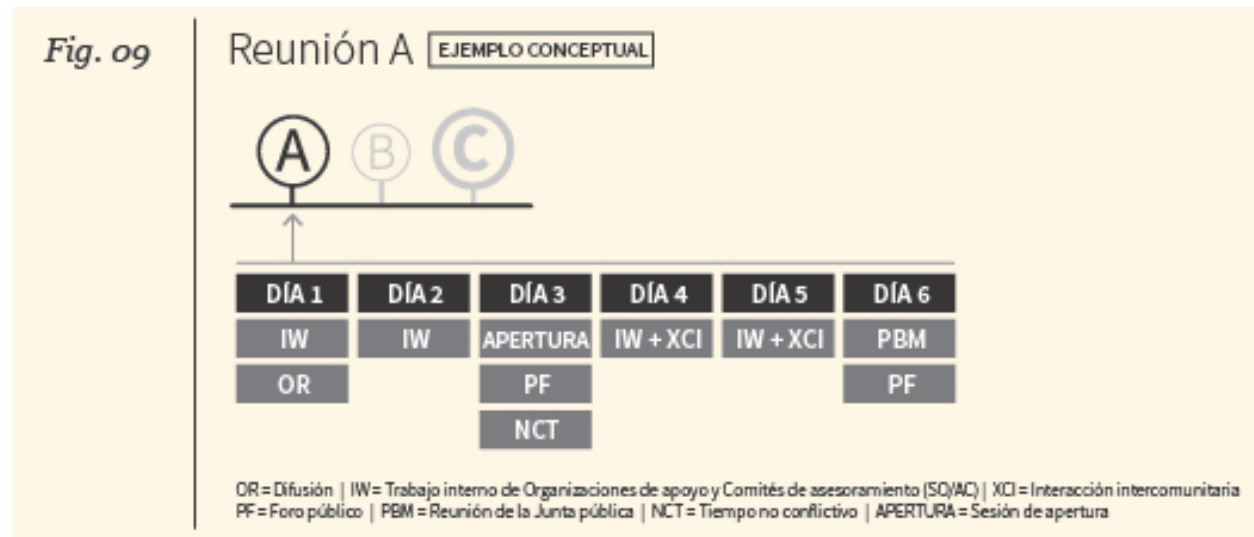 Fig. 09
Reunión A EJEMPLO CONCEPTUAL
A B C
DÍA 1 DÍA 2 DÍA 3 DÍA 4 DÍA 5 DÍA 6
IW IW APERTURA IW + XCI IW + XCI PBM
OR PF PF
NCT
OR = Difusión | IW = Trabajo interno de Organizaciones de apoyo y Comités de asesoramiento (SO/AC) | XCI = Interacción intercomunitaria
PF = Foro público | PBM = Reunión de la Junta pública | NCT = Tiempo no conflictivo | APERTURA = Sesión de apertura